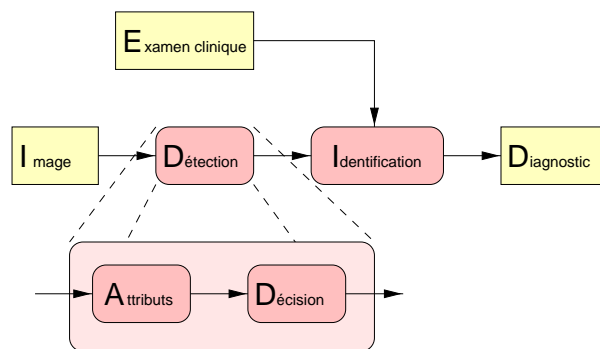 Examen clinique
Image
Détection
Identification
Diagnostic
Attributs
Décision